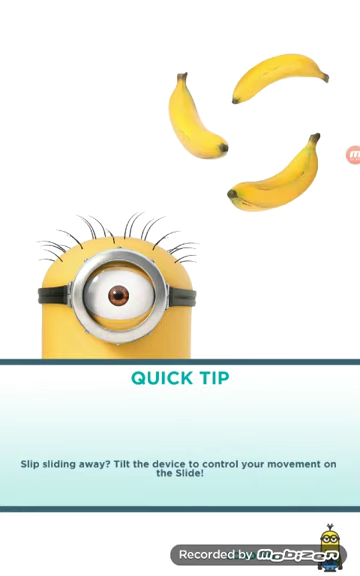 QUICK TIP
Slip sliding away? Tilt the device to control your movement on
the Slide!
Recorded by mobizen